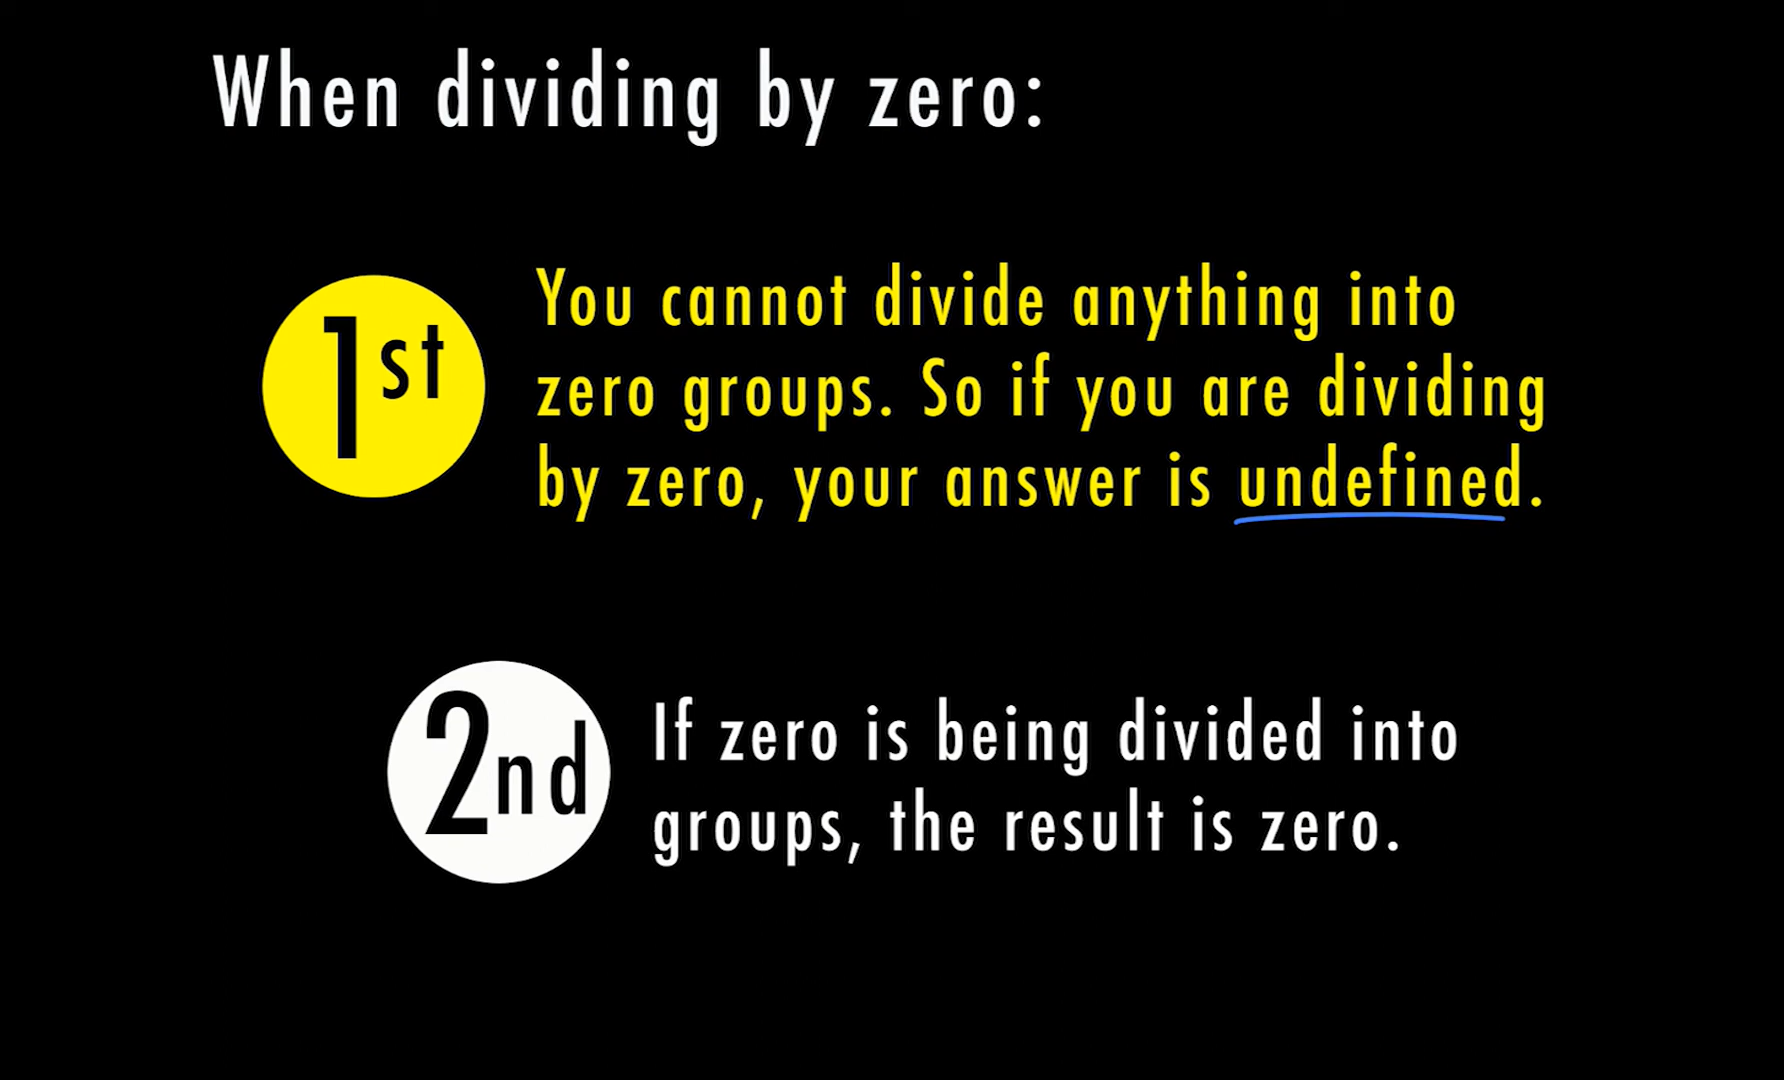 When dividing by zero:
1st
You cannot divide anything into
zero groups. So if you are dividing
by zero, your answer is undefined.
2nd
If zero is being divided into
groups, the result is zero.